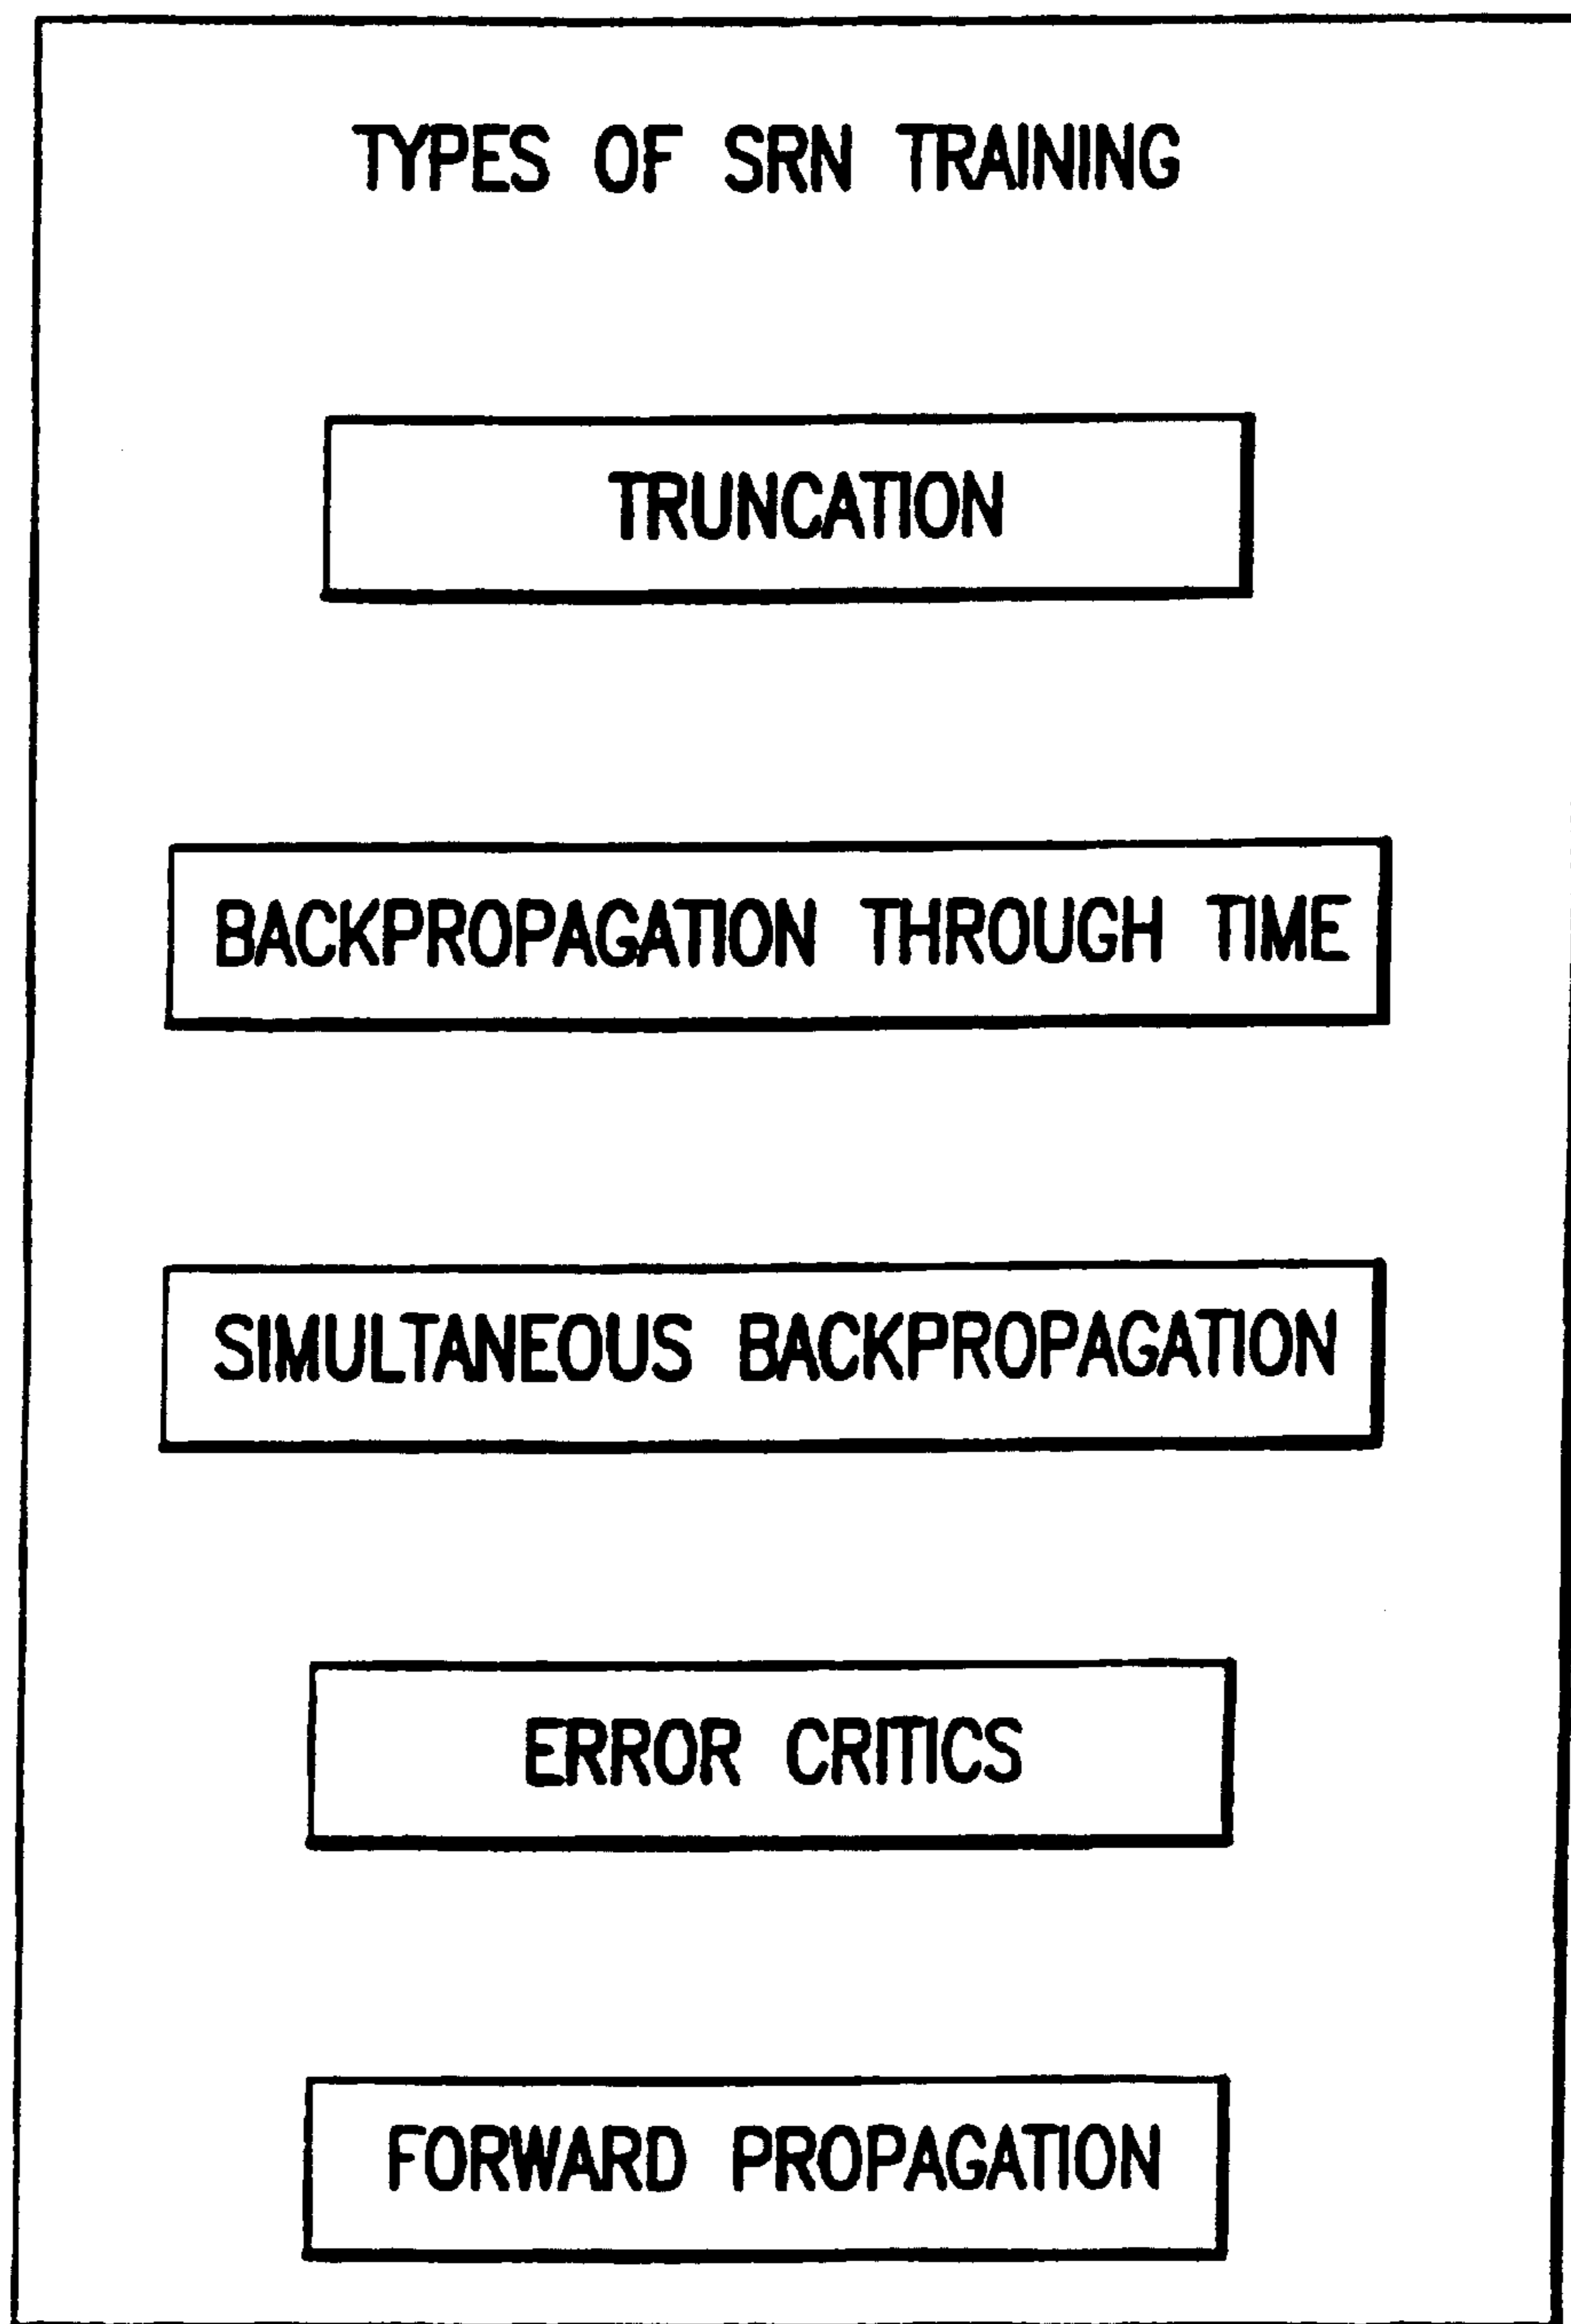 TYPES OF SRN TRAINING
TRUNCATION
BACKPROPAGATION THROUGH TIME
SIMULTANEOUS BACKPROPAGATION
ERROR CRITICS
FORWARD PROPAGATION